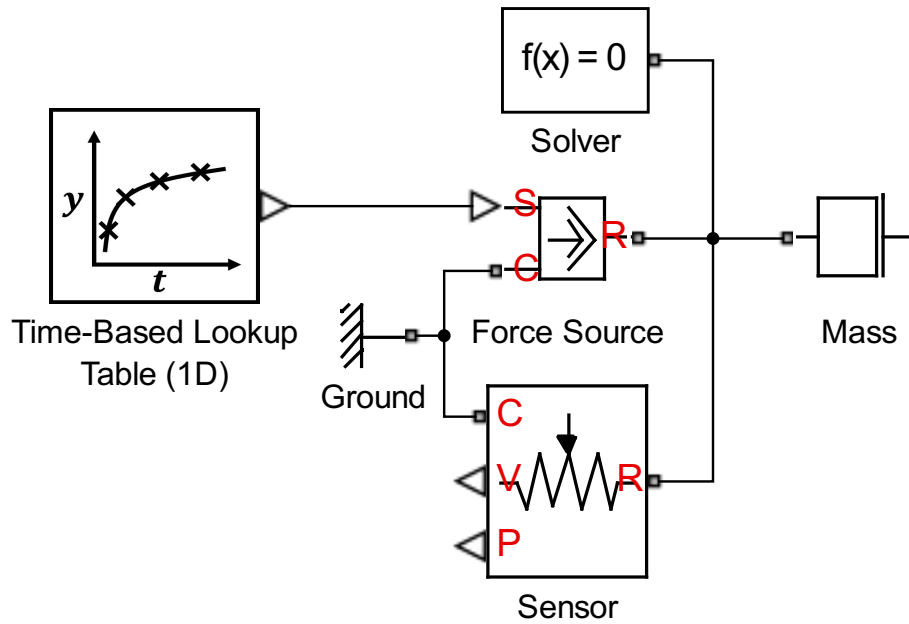 f(x) = 0
Solver
y
t
Time-Based Lookup
Table (1D)
S
C
R
Force Source
Mass
Ground
C
V
R
P
Sensor